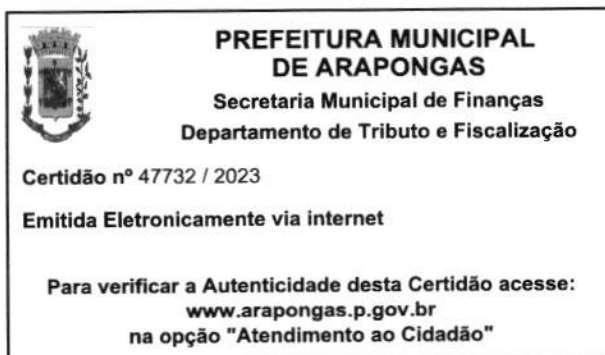 PREFEITURA MUNICIPAL
DE ARAPONGAS
Secretaria Municipal de Finanças
Departamento de Tributo e Fiscalização
Certidão nº 47732 / 2023
Emitida Eletronicamente via internet
Para verificar a Autenticidade desta Certidão acesse:
www.arapongas.p.gov.br
na opção "Atendimento ao Cidadão"